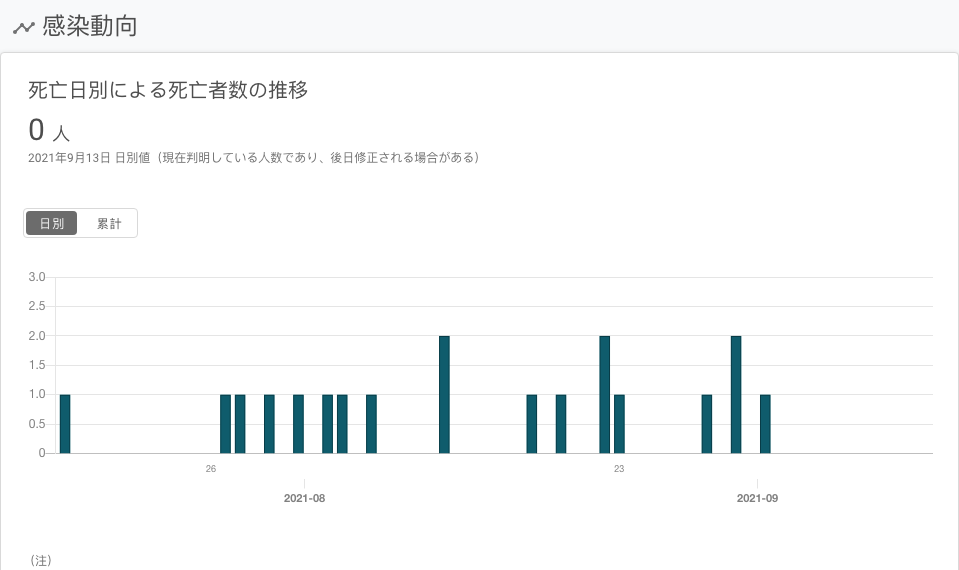 感染動向
死亡日別による死亡者数の推移
0 人
2021年9月13日 日別値（現在判明している人数であり、後日修正される場合がある）
日別 累計
3.0
2.5
2.0
1.5
1.0
0.5
0
26 23
2021-08 2021-09
（注）